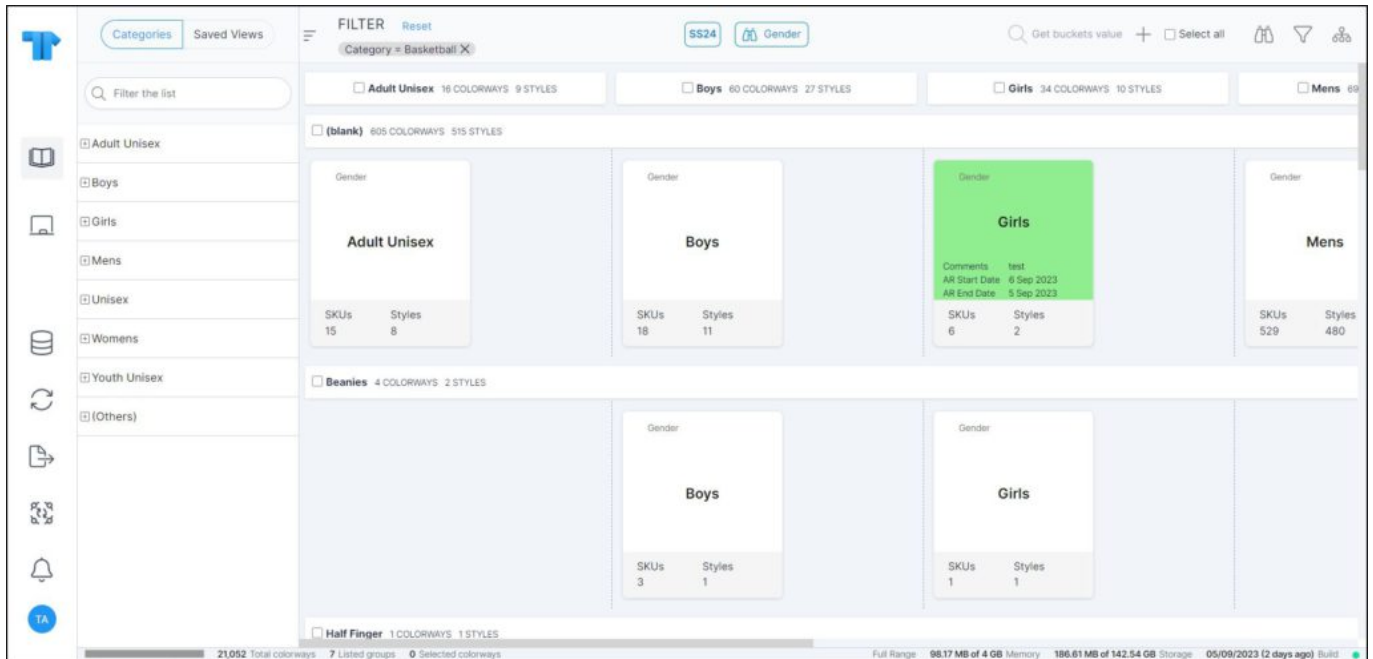 Categories Saved Views
FILTER Reset
Category = Basketball X
SS24 Gender
Get buckets value Select all
Filter the list
Adult Unisex
Boys
Girls
Mens
Unisex
Womens
Youth Unisex
(Others)
Adult Unisex 16 COLORWAYS 9 STYLES
Boys 60 COLORWAYS 27 STYLES
Girls 34 COLORWAYS 10 STYLES
Mens 69
(blank) 605 COLORWAYS 515 STYLES
Gender
Adult Unisex
SKUs Styles
15 8
Gender
Boys
SKUs Styles
18 11
Gender
Girls
Comments test
AR Start Date 6 Sep 2023
AR End Date 5 Sep 2023
SKUs Styles
6 2
Gender
Mens
SKUs Styles
529 480
Beanies 4 COLORWAYS 2 STYLES
Gender
Boys
SKUs Styles
3 1
Gender
Girls
SKUs Styles
1 1
Half Finger 1 COLORWAYS 1 STYLES
TA
21,052 Total colorways 7 Listed groups 0 Selected colorways
Full Range 98.17 MB of 4 GB Memory 186.61 MB of 142.54 GB Storage 05/09/2023 (2 days ago) Build